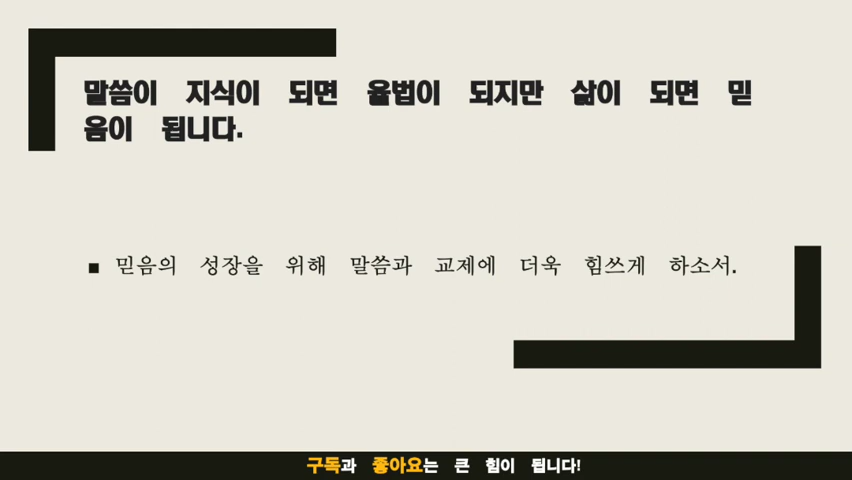 말씀이 지식이 되면 율법이 되지만 삶이 되면 믿
음이 됩니다.
■ 믿음의 성장을 위해 말씀과 교제에 더욱 힘쓰게 하소서.
구독과 좋아요는 큰 힘이 됩니다!